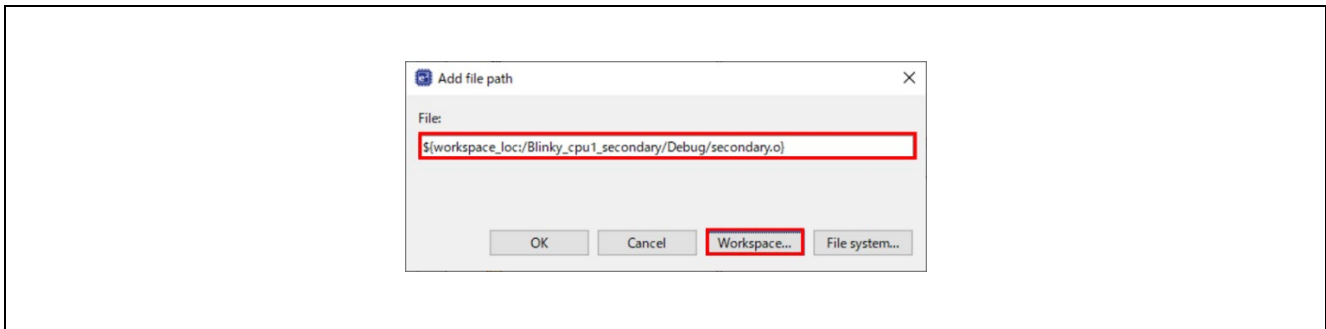 Add file path
File:
${workspace_loc:/Blinky_cpu1_secondary/Debug/secondary.o}
OK Cancel Workspace... File system...